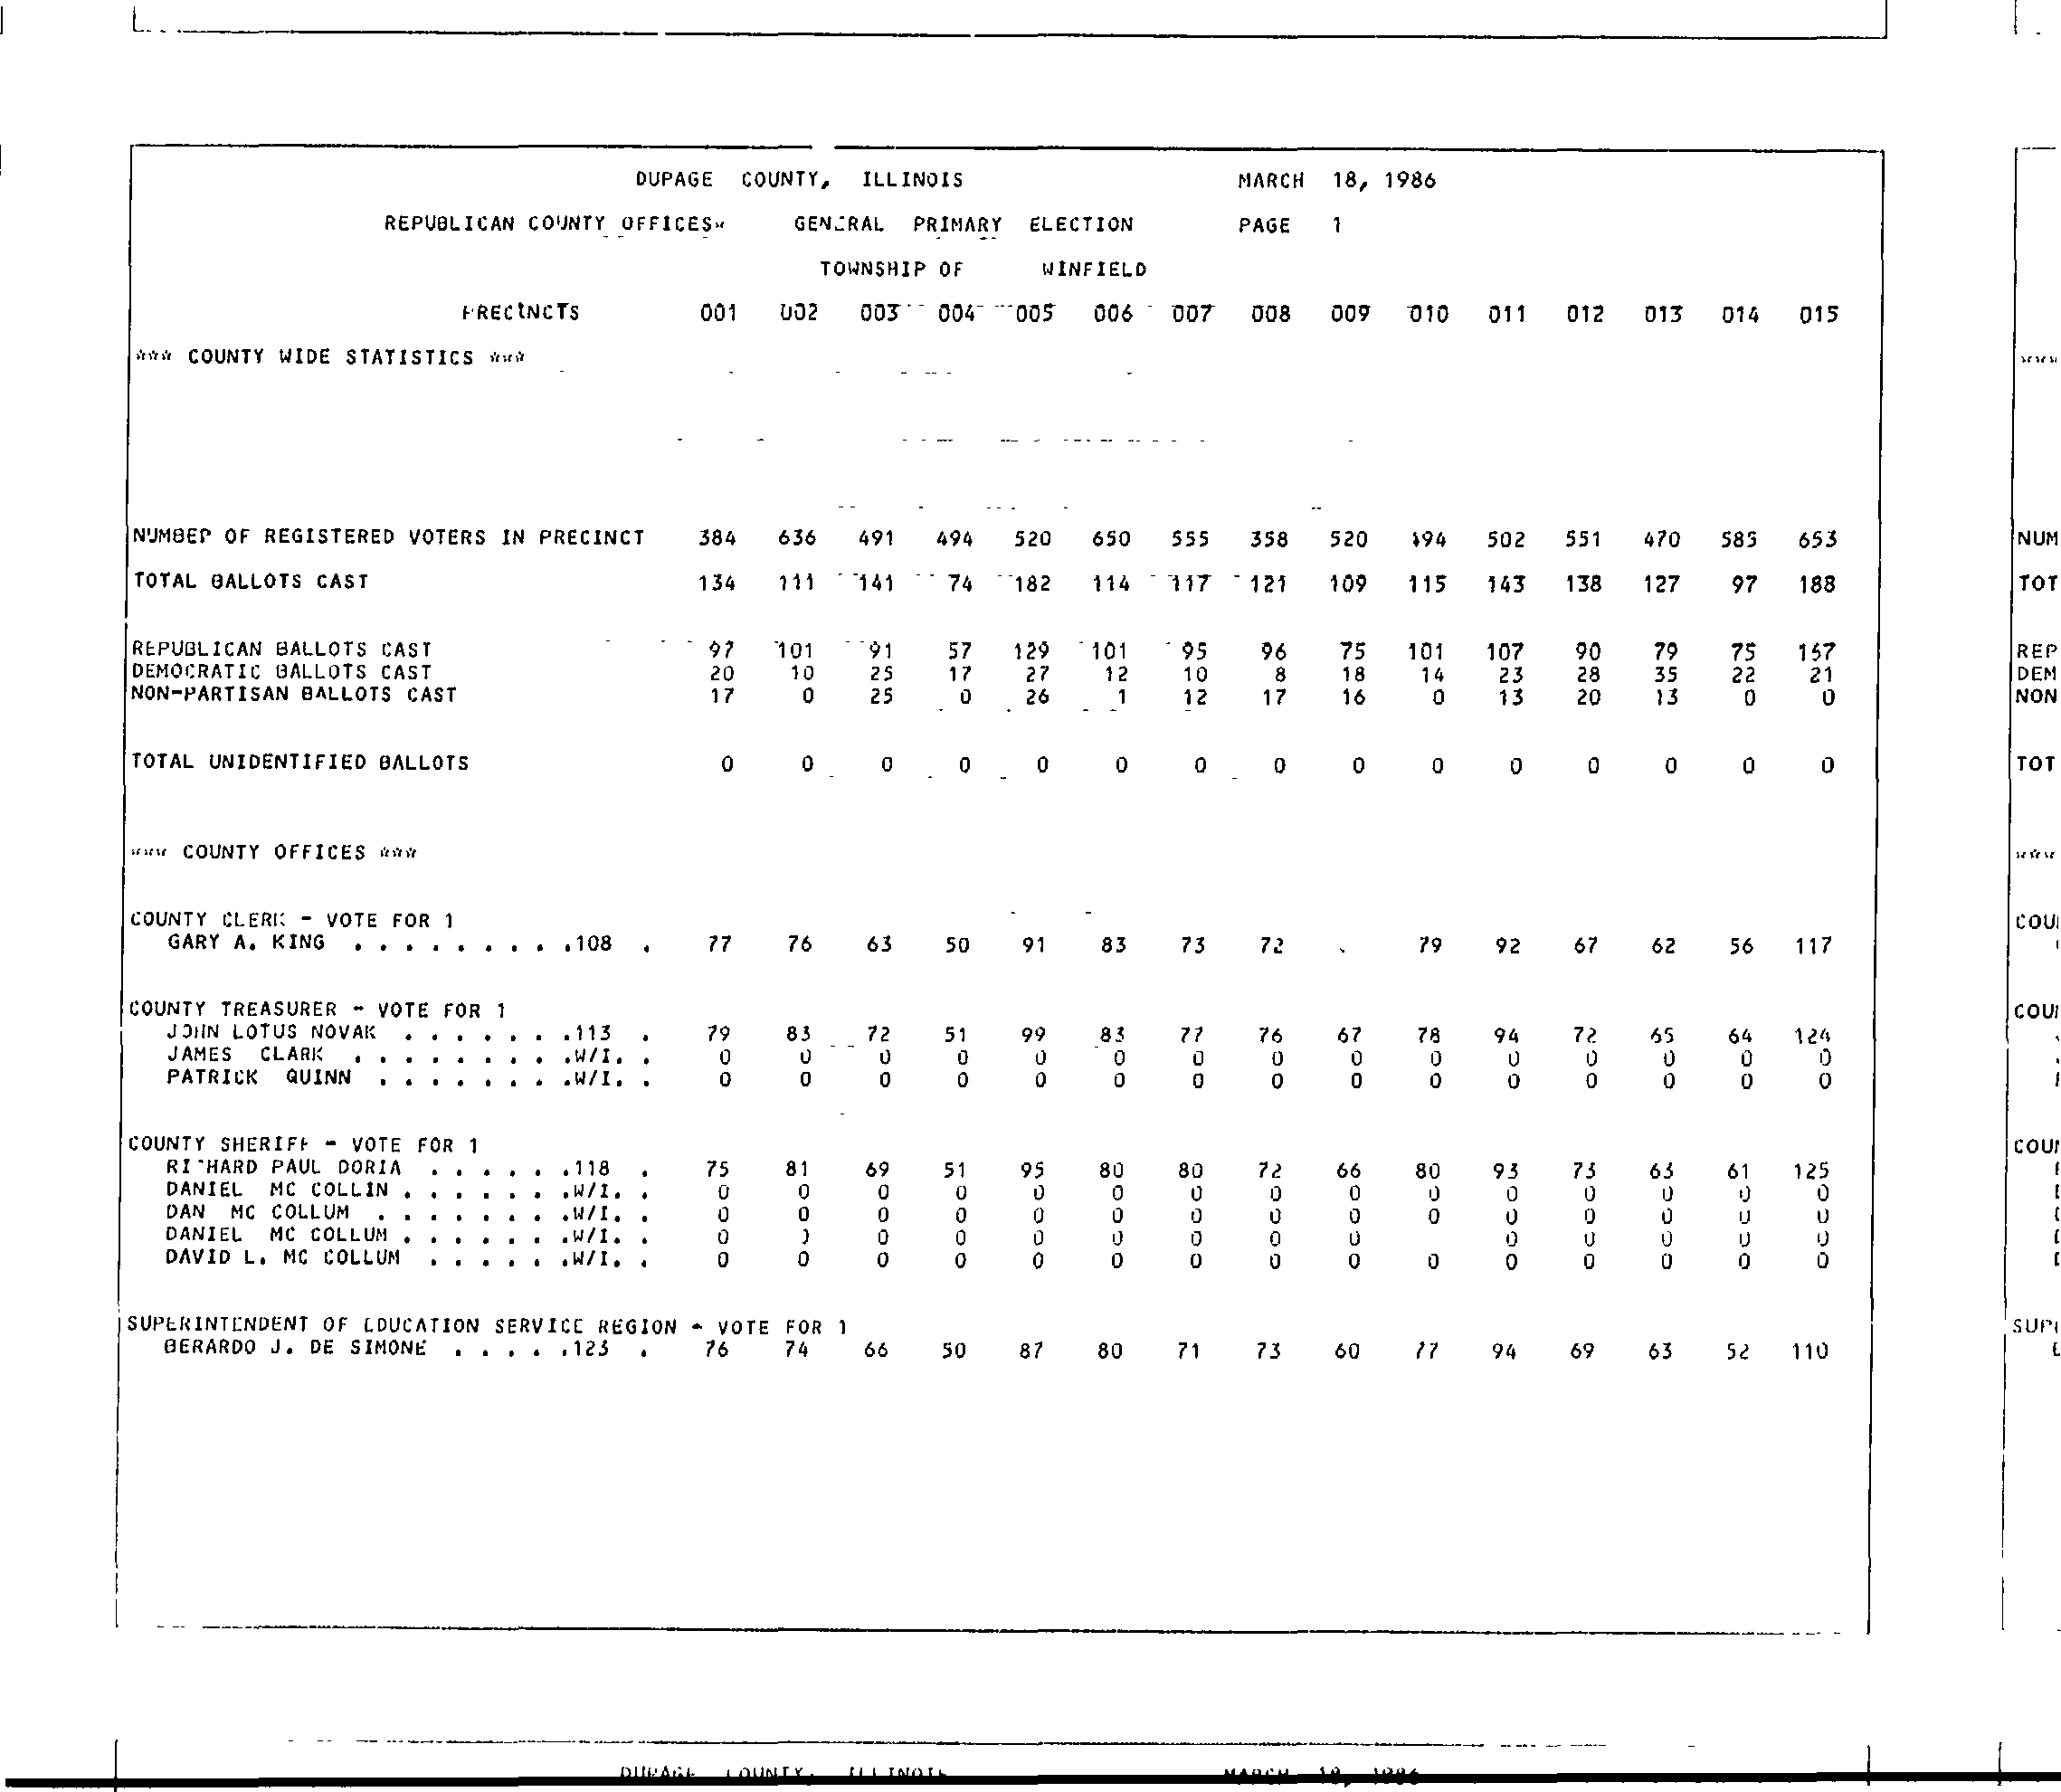 DUPAGE COUNTY, ILLINOIS MARCH 18, 1986
REPUBLICAN COUNTY OFFICES* GENERAL PRIMARY ELECTION PAGE 1
TOWNSHIP OF WINFIELD
PRECINCTS 001 002 003 004 005 006 007 008 009 010 011 012 013 014 015
*** COUNTY WIDE STATISTICS ***
NUMBER OF REGISTERED VOTERS IN PRECINCT 384 636 491 494 520 650 555 358 520 494 502 551 470 585 653
TOTAL BALLOTS CAST 134 111 141 74 182 114 117 121 109 115 143 138 127 97 188
REPUBLICAN BALLOTS CAST 97 101 91 57 129 101 95 96 75 101 107 90 79 75 167
DEMOCRATIC BALLOTS CAST 20 10 25 17 27 12 10 8 18 14 23 28 35 22 21
NON-PARTISAN BALLOTS CAST 17 0 25 0 26 1 12 17 16 0 13 20 13 0 0
TOTAL UNIDENTIFIED BALLOTS 0 0 0 0 0 0 0 0 0 0 0 0 0 0 0
*** COUNTY OFFICES ***
COUNTY CLERK - VOTE FOR 1
GARY A. KING . . . . . . . . .108 . 77 76 63 50 91 83 73 72 79 92 67 62 56 117
COUNTY TREASURER - VOTE FOR 1
JOHN LOTUS NOVAK . . . . . . .113 . 79 83 72 51 99 83 77 76 67 78 94 72 65 64 124
JAMES CLARK . . . . . . . . .W/I. . 0 0 0 0 0 0 0 0 0 0 0 0 0 0 0
PATRICK QUINN . . . . . . . .W/I. . 0 0 0 0 0 0 0 0 0 0 0 0 0 0 0
COUNTY SHERIFF - VOTE FOR 1
RICHARD PAUL DORIA . . . . . .118 . 75 81 69 51 95 80 80 72 66 80 93 73 63 61 125
DANIEL MC COLLIN . . . . . . .W/I. . 0 0 0 0 0 0 0 0 0 0 0 0 0 0 0
DAN MC COLLUM . . . . . . . .W/I. . 0 0 0 0 0 0 0 0 0 0 0 0 0 0 0
DANIEL MC COLLUM . . . . . . .W/I. . 0 0 0 0 0 0 0 0 0 0 0 0 0 0
DAVID L. MC COLLUM . . . . . .W/I. . 0 0 0 0 0 0 0 0 0 0 0 0 0 0 0
SUPERINTENDENT OF EDUCATION SERVICE REGION - VOTE FOR 1
BERARDO J. DE SIMONE . . . . .123 . 76 74 66 50 87 80 71 73 60 77 94 69 63 52 110
DUPAGE COUNTY, ILLINOIS MARCH 18, 1986
NUM
TOT
REP
DEM
NON
TOT